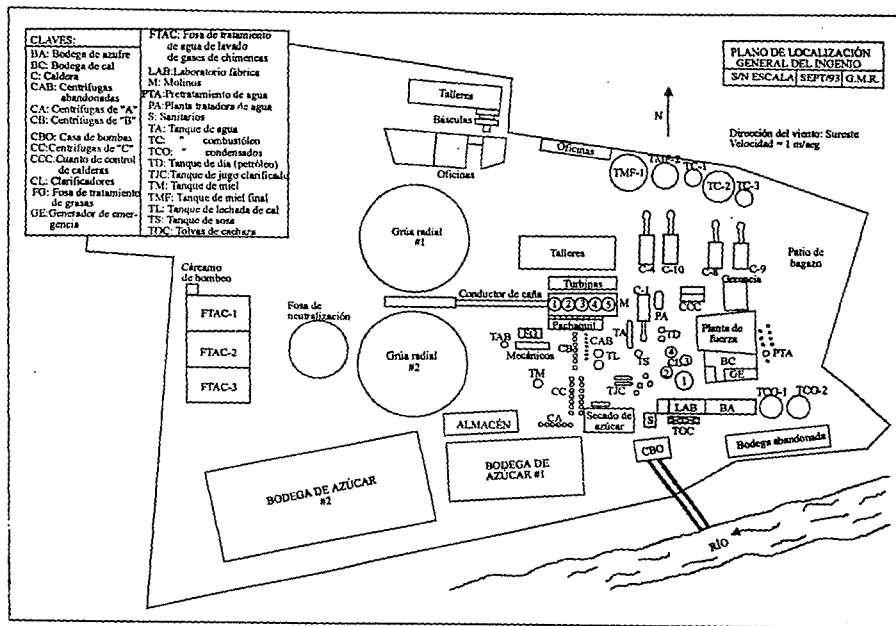 CLAVES:
BA: Bodega de azufre
BC: Bodega de cal
C: Caldera
CAB: Centrífugas
abandonadas
CA: Centrífugas de "A"
CB: Centrífugas de "B"
CBO: Casa de bombas
CC: Centrífugas de "C"
CCC: Cuanto de control
de calderas
CL: Clarificadores
FG: Fosa de tratamiento
de grasas
GE: Generador de emer-
gencia
FTAC: Fosa de tratamiento
de agua de lavado
de gases de chimeneas
LAB: Laboratorio fábrica
M: Molinos
PTA: Pretratamiento de agua
PA: Planta tratadora de agua
S: Sanitarios
TA: Tanque de agua
TC: " combustóleo
TCO: " condensados
TD: Tanque de día (petróleo)
TJC: Tanque de jugo clarificado
TM: Tanque de miel
TMF: Tanque de miel final
TL: Tanque de lechada de cal
TS: Tanque de sosa
TOC: Tolvas de cachaza
PLANO DE LOCALIZACIÓN
GENERAL DEL INGENIO
S/N ESCALA SEPT/93 G.M.R.
N
Dirección del viento: Sureste
Velocidad ~ 1 m/seg
Talleres
Básculas
Oficinas
Oficinas
TMF-1
TMF-2
TC-1
TC-2
TC-3
Grúa radial
#1
Talleres
C-4
C-10
C-8
C-9
Patio de
bagazo
Gerencia
Cárcamo
de bombeo
Turbinas
C-1
CCC
PA
Conductor de caña
1 2 3 4 5 M
FTAC-1
Fosa de
neutralización
Pachaquil
TA
TD
Planta de
fuerza
PTA
FTAC-2
Grúa radial
#2
TAB
FG
Mecánicos
CB
CAB
TL
TS
4
CL
3
2
1
BC
GE
FTAC-3
TM
CC
TJC
TCO-1
TCO-2
LAB
BA
ALMACÉN
CA
Secado de
azúcar
S
TOC
CBO
Bodega abandonada
BODEGA DE AZÚCAR
#2
BODEGA DE
AZÚCAR #1
RÍO